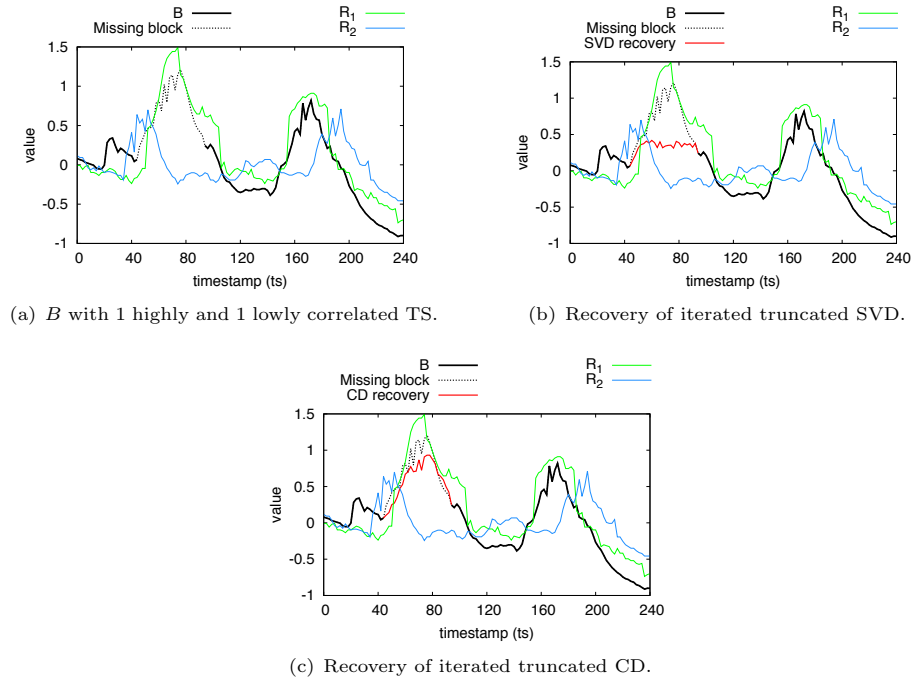 B
Missing block
R1
R2
1.5
1
0.5
0
-0.5
-1
value
0 40 80 120 160 200 240
timestamp (ts)
(a) B with 1 highly and 1 lowly correlated TS.
B
Missing block
SVD recovery
R1
R2
1.5
1
0.5
0
-0.5
-1
value
0 40 80 120 160 200 240
timestamp (ts)
(b) Recovery of iterated truncated SVD.
B
Missing block
CD recovery
R1
R2
1.5
1
0.5
0
-0.5
-1
value
0 40 80 120 160 200 240
timestamp (ts)
(c) Recovery of iterated truncated CD.